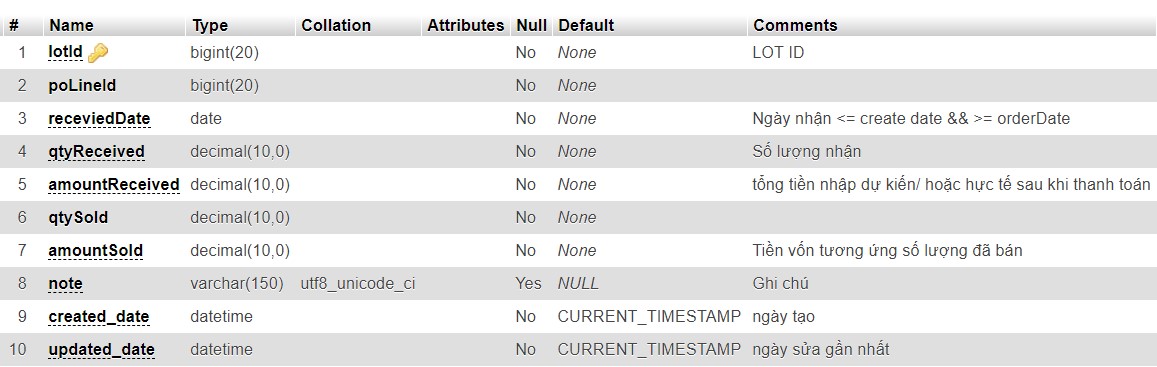 # Name Type Collation Attributes Null Default Comments
1 lotId bigint(20) No None LOT ID
2 poLineId bigint(20) No None
3 receviedDate date No None Ngày nhận <= create date && >= orderDate
4 qtyReceived decimal(10,0) No None Số lượng nhận
5 amountReceived decimal(10,0) No None tổng tiền nhập dự kiến/ hoặc hực tế sau khi thanh toán
6 qtySold decimal(10,0) No None
7 amountSold decimal(10,0) No None Tiền vốn tương ứng số lượng đã bán
8 note varchar(150) utf8_unicode_ci Yes NULL Ghi chú
9 created_date datetime No CURRENT_TIMESTAMP ngày tạo
10 updated_date datetime No CURRENT_TIMESTAMP ngày sửa gần nhất